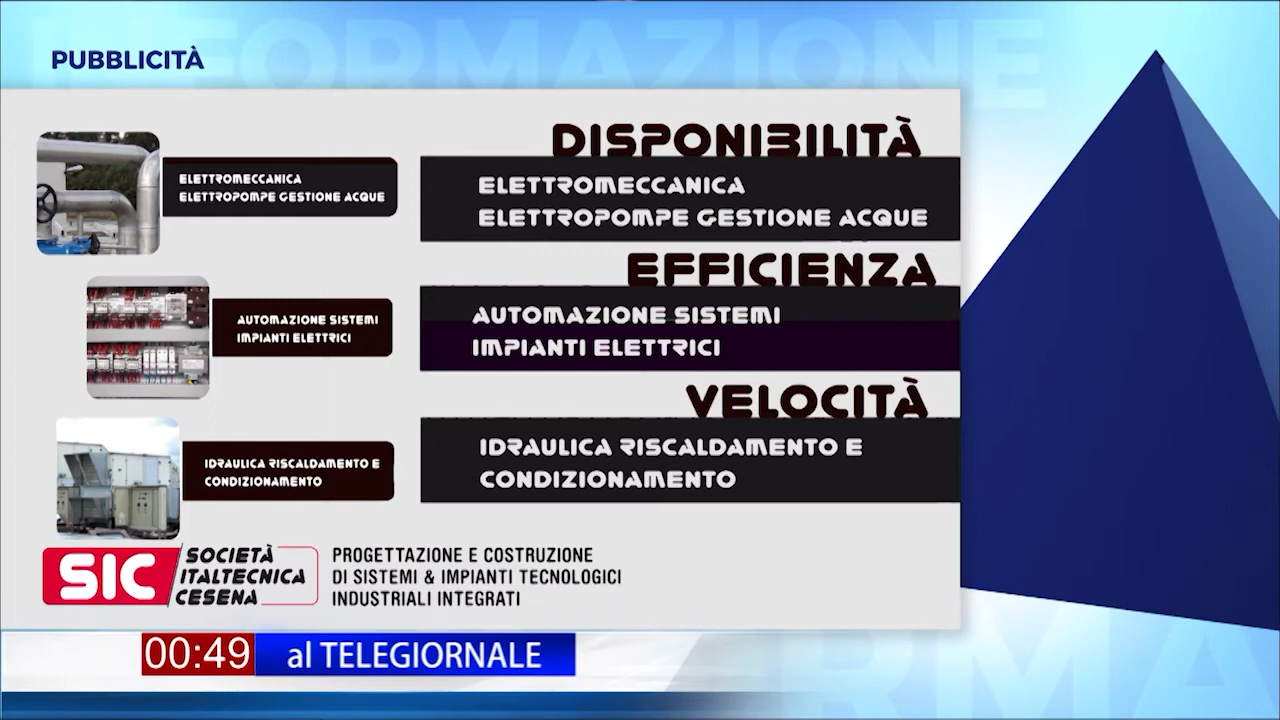 INFORMAZIONE
PUBBLICITÀ
DISPONIBILITÀ
ELETTROMECCANICA
ELETTROPOMPE GESTIONE ACQUE
ELETTROMECCANICA
ELETTROPOMPE GESTIONE ACQUE
EFFICIENZA
AUTOMAZIONE SISTEMI
IMPIANTI ELETTRICI
AUTOMAZIONE SISTEMI
IMPIANTI ELETTRICI
VELOCITÀ
IDRAULICA RISCALDAMENTO E
CONDIZIONAMENTO
IDRAULICA RISCALDAMENTO E
CONDIZIONAMENTO
SIC
SOCIETÀ
ITALTECNICA
CESENA
PROGETTAZIONE E COSTRUZIONE
DI SISTEMI & IMPIANTI TECNOLOGICI
INDUSTRIALI INTEGRATI
00:49 al TELEGIORNALE
RMA